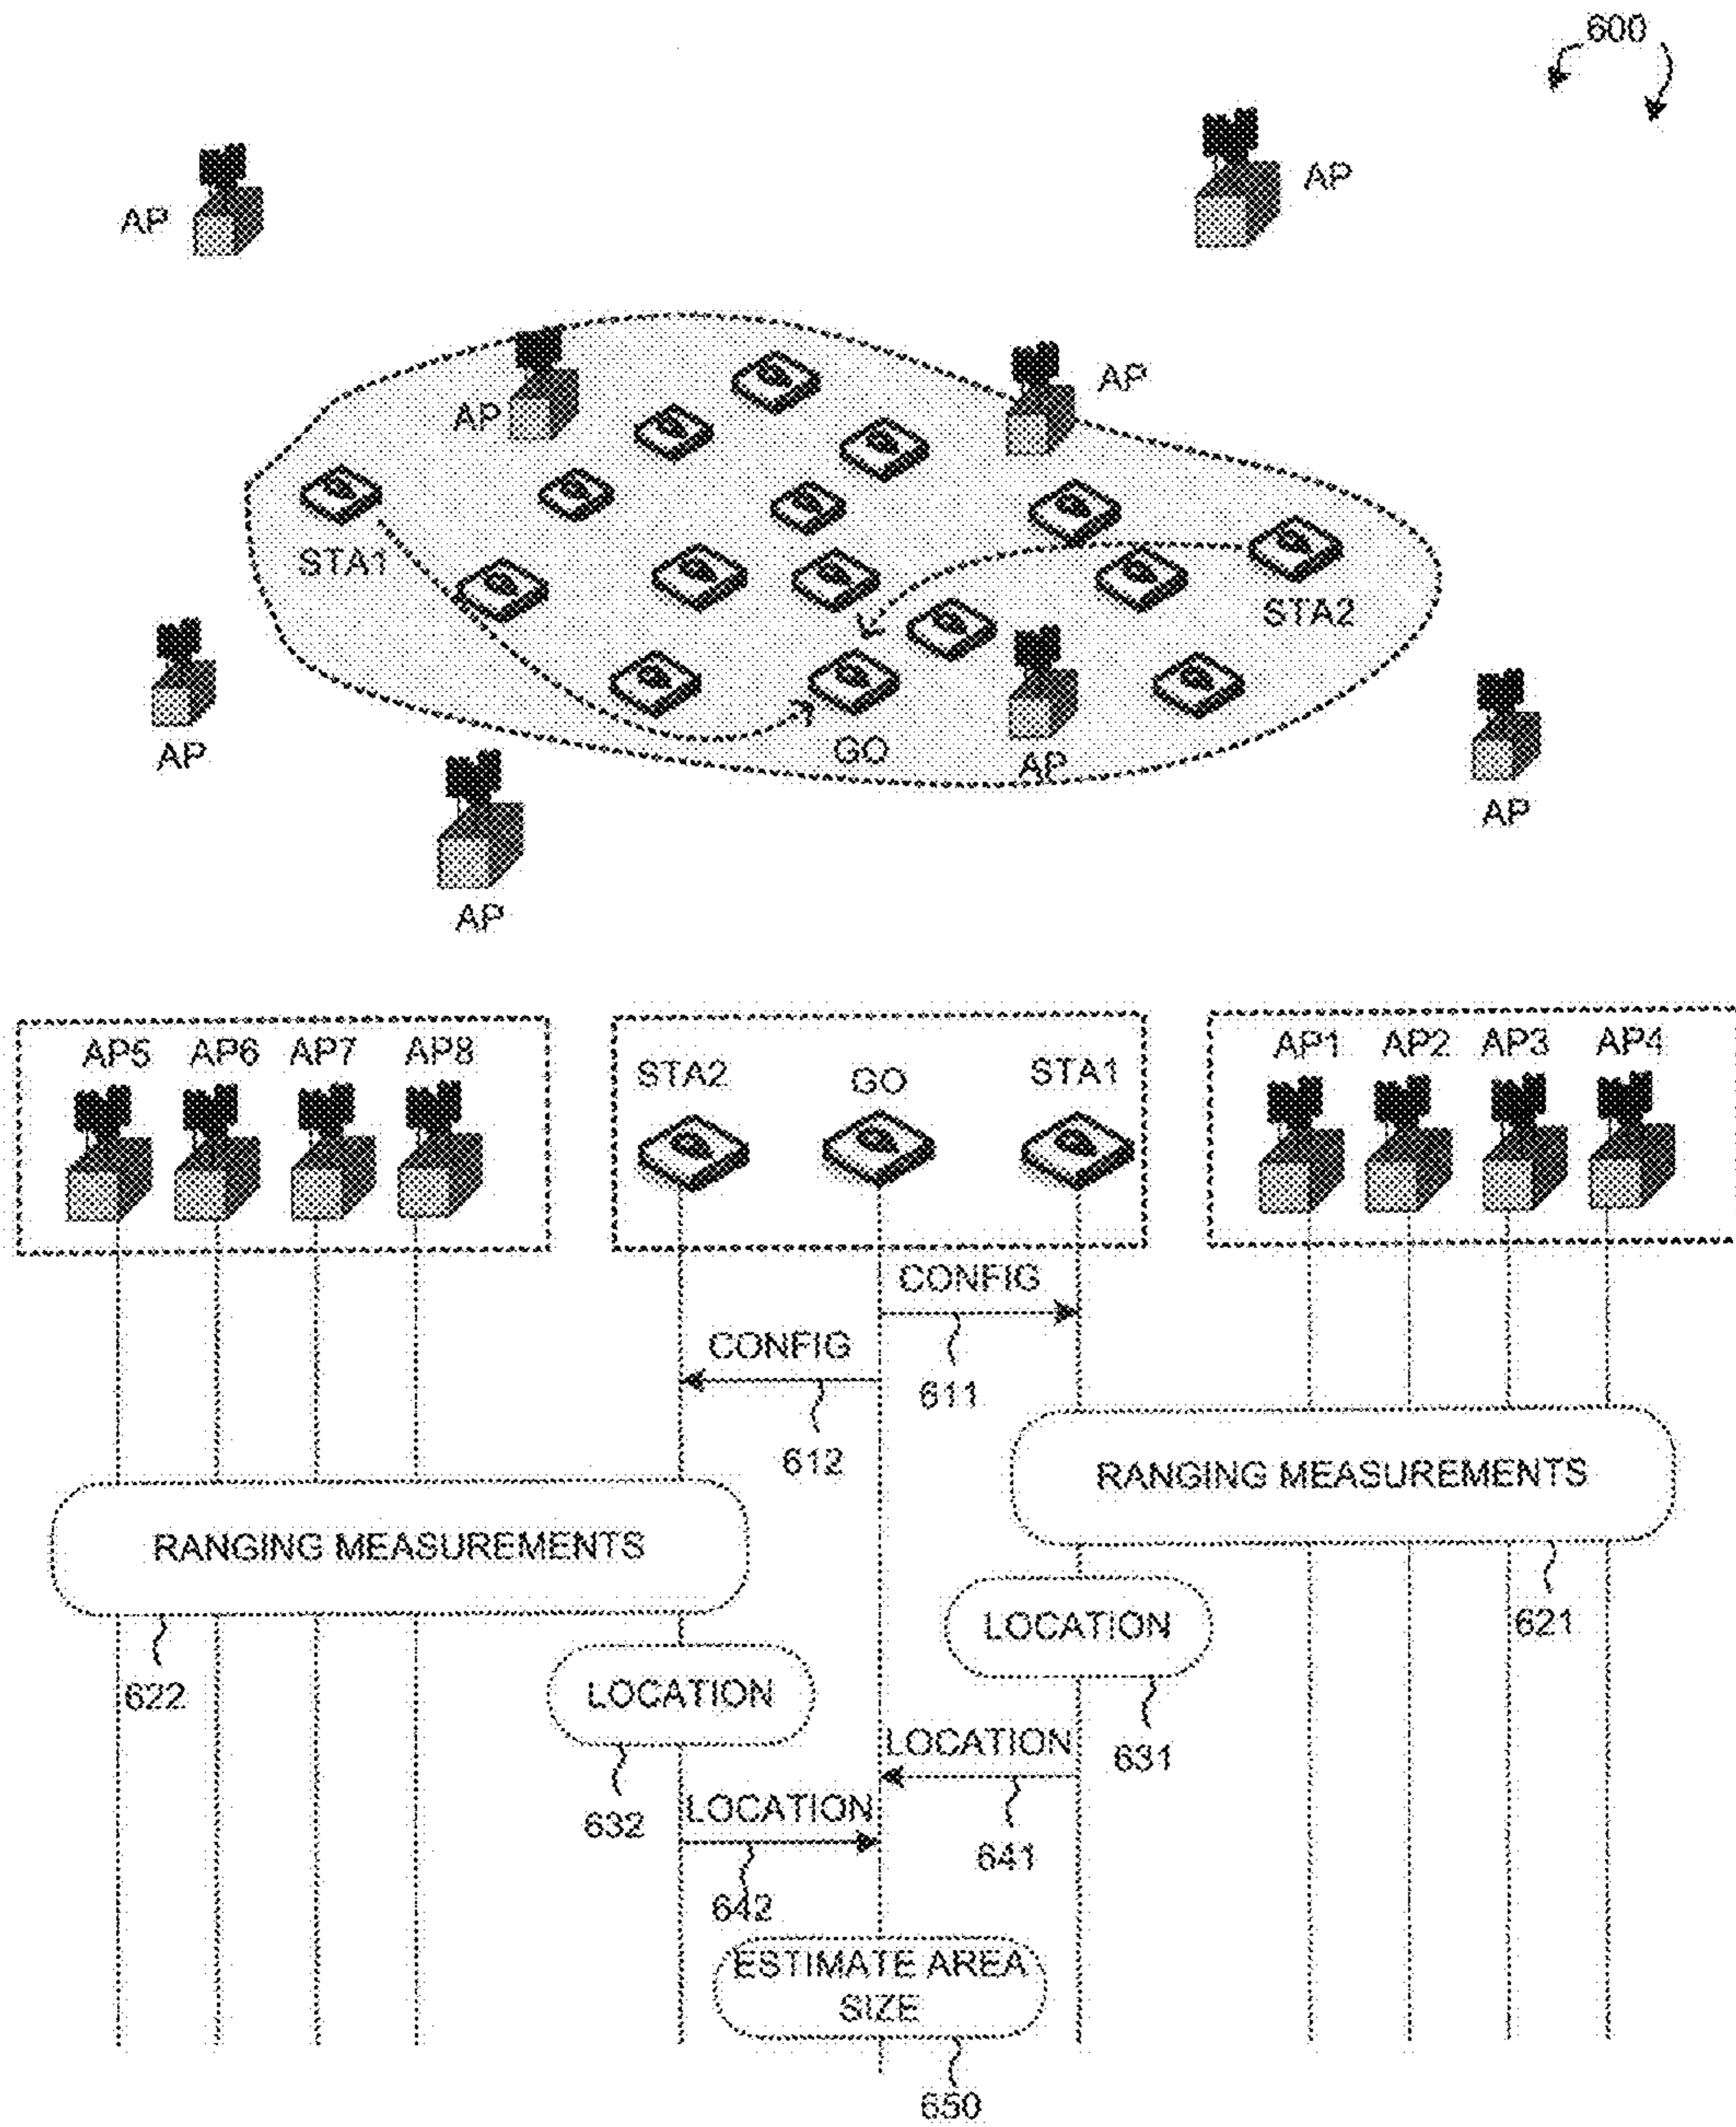 600
AP
AP
AP
AP
STA1
STA2
AP
GO
AP
AP
AP
AP5 AP6 AP7 AP8
STA2 GO STA1
AP1 AP2 AP3 AP4
CONFIG
CONFIG
611
612
RANGING MEASUREMENTS
RANGING MEASUREMENTS
621
LOCATION
622
LOCATION
631
LOCATION
632
LOCATION
641
642
ESTIMATE AREA
SIZE
650